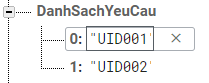 DanhSachYeuCau
0: "UID001"
1: "UID002"